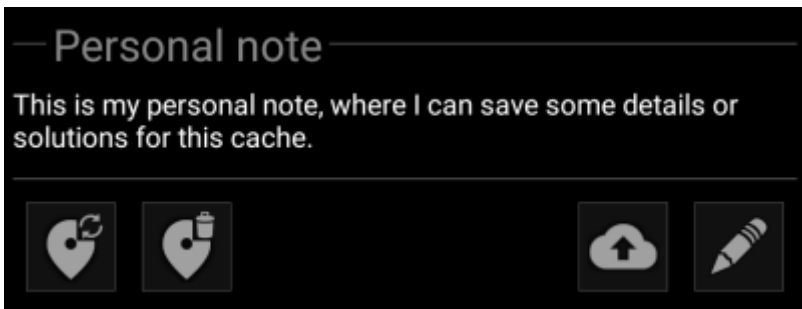 Personal note
This is my personal note, where I can save some details or
solutions for this cache.